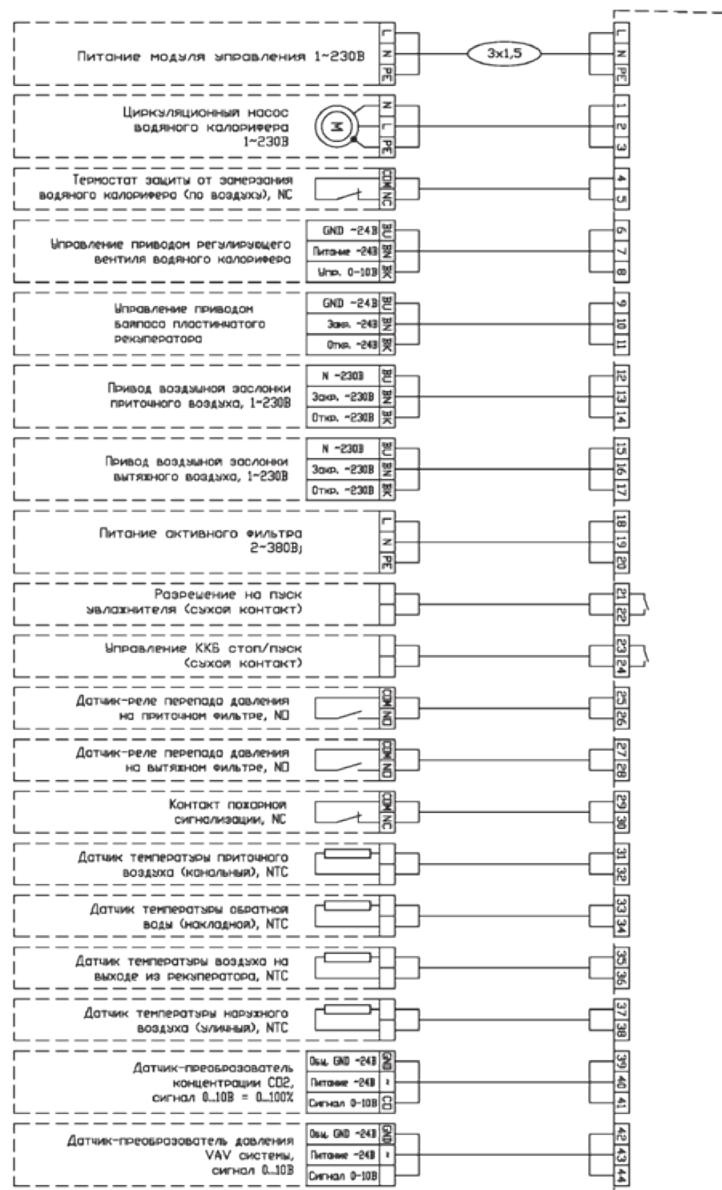 Питание модуля управления 1~230В
L
N
PE
3х1,5
L
N
PE
Циркуляционный насос
водяного калорифера
1~230В
M
N
L
PE
1
2
3
Термостат защиты от замерзания
водяного калорифера (по воздуху), NC
COM
NC
4
5
Управление приводом регулирующего
вентиля водяного калорифера
GND ~24В BU
Питание ~24В BN
Упр. 0-10В BK
6
7
8
Управление приводом
байпаса пластинчатого
рекуператора
GND ~24В BU
Закр. ~24В BN
Откр. ~24В BK
9
10
11
Привод воздушной заслонки
приточного воздуха, 1~230В
N ~230В BU
Закр. ~230В BN
Откр. ~230В BK
12
13
14
Привод воздушной заслонки
вытяжного воздуха, 1~230В
N ~230В BU
Закр. ~230В BN
Откр. ~230В BK
15
16
17
Питание активного фильтра
2~380В;
L
N
PE
18
19
20
Разрешение на пуск
увлажнителя (сухой контакт)
21
22
Управление ККБ стоп/пуск
(сухой контакт)
23
24
Датчик-реле перепада давления
на приточном фильтре, NO
COM
NO
25
26
Датчик-реле перепада давления
на вытяжном фильтре, NO
COM
NO
27
28
Контакт пожарной
сигнализации, NC
COM
NC
29
30
Датчик температуры приточного
воздуха (канальный), NTC
31
32
Датчик температуры обратной
воды (накладной), NTC
33
34
Датчик температуры воздуха на
выходе из рекуператора, NTC
35
36
Датчик температуры наружного
воздуха (уличный), NTC
37
38
Датчик-преобразователь
концентрации CO2,
сигнал 0...10В = 0...100%
Общ. GND ~24В GND
Питание ~24В ~
Сигнал 0-10В CO
39
40
41
Датчик-преобразователь давления
VAV системы,
сигнал 0...10В
Общ. GND ~24В GND
Питание ~24В ~
Сигнал 0-10В
42
43
44